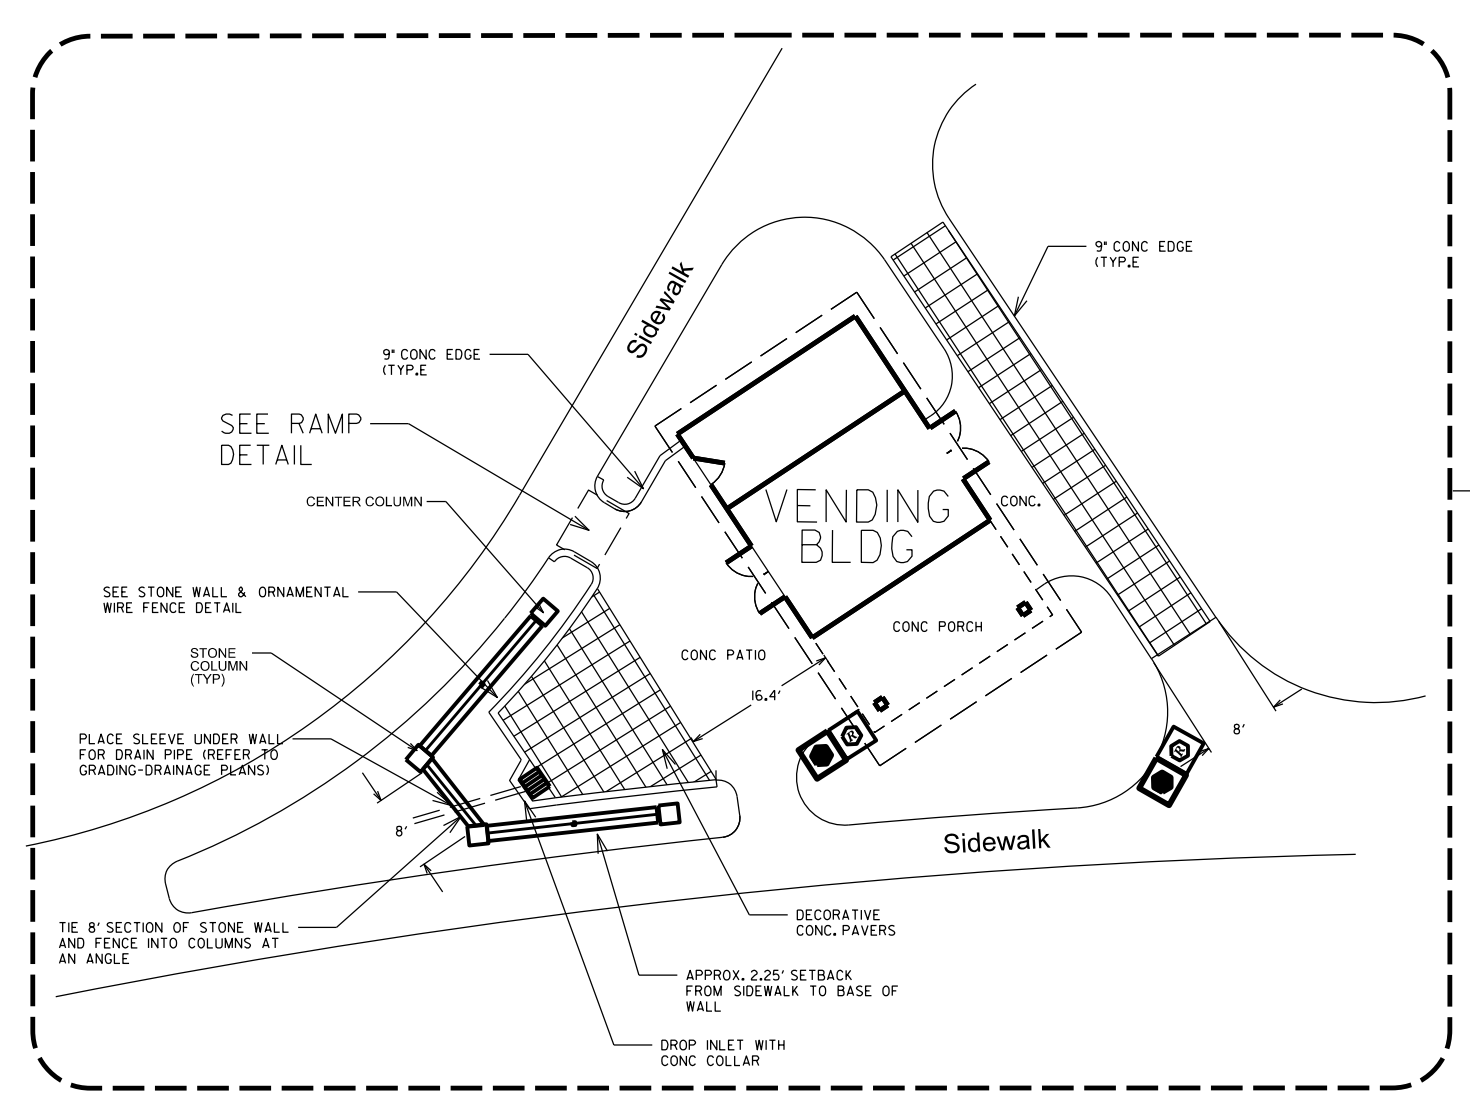 Sidewalk
9" CONC EDGE
(TYP.E
9" CONC EDGE
(TYP.E
SEE RAMP
DETAIL
CENTER COLUMN
VENDING
BLDG
CONC.
SEE STONE WALL & ORNAMENTAL
WIRE FENCE DETAIL
CONC PORCH
STONE
COLUMN
(TYP)
CONC PATIO
16.4'
PLACE SLEEVE UNDER WALL
FOR DRAIN PIPE (REFER TO
GRADING-DRAINAGE PLANS)
R
R
8'
8'
Sidewalk
TIE 8' SECTION OF STONE WALL
AND FENCE INTO COLUMNS AT
AN ANGLE
DECORATIVE
CONC. PAVERS
APPROX. 2.25' SETBACK
FROM SIDEWALK TO BASE OF
WALL
DROP INLET WITH
CONC COLLAR